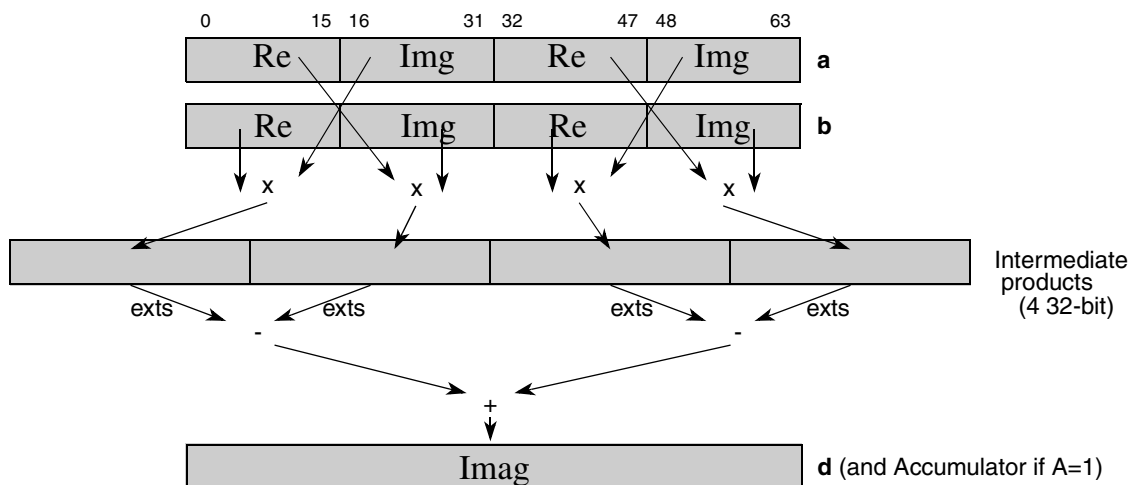 0 15 16 31 32 47 48 63
Re Img Re Img a
Re Img Re Img b
x x x x
Intermediate
products
(4 32-bit)
exts exts exts exts
- -
+
Imag d (and Accumulator if A=1)